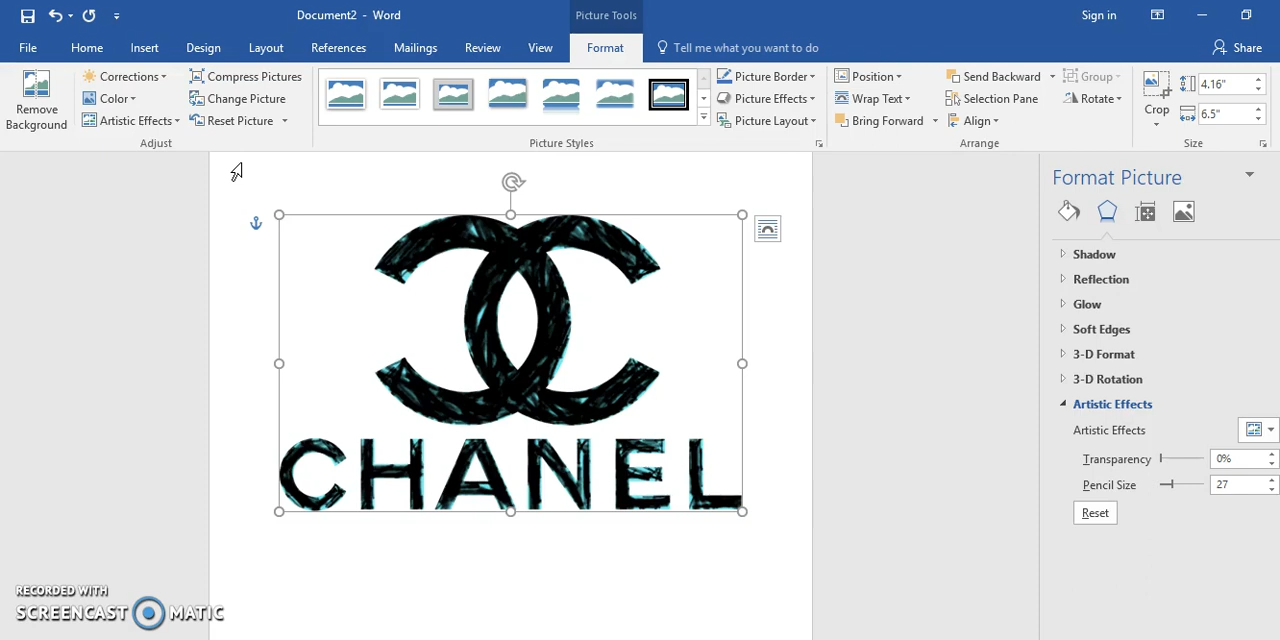 Document2 - Word
Picture Tools
Sign in
File Home Insert Design Layout References Mailings Review View Format Tell me what you want to do Share
Remove Background
Corrections
Color
Artistic Effects
Compress Pictures
Change Picture
Reset Picture
Adjust
Picture Border
Picture Effects
Picture Layout
Picture Styles
Position
Wrap Text
Bring Forward
Send Backward
Selection Pane
Align
Group
Rotate
Arrange
Crop
4.16"
6.5"
Size
CHANEL
Format Picture
Shadow
Reflection
Glow
Soft Edges
3-D Format
3-D Rotation
Artistic Effects
Artistic Effects
Transparency 0%
Pencil Size 27
Reset
RECORDED WITH
SCREENCAST MATIC